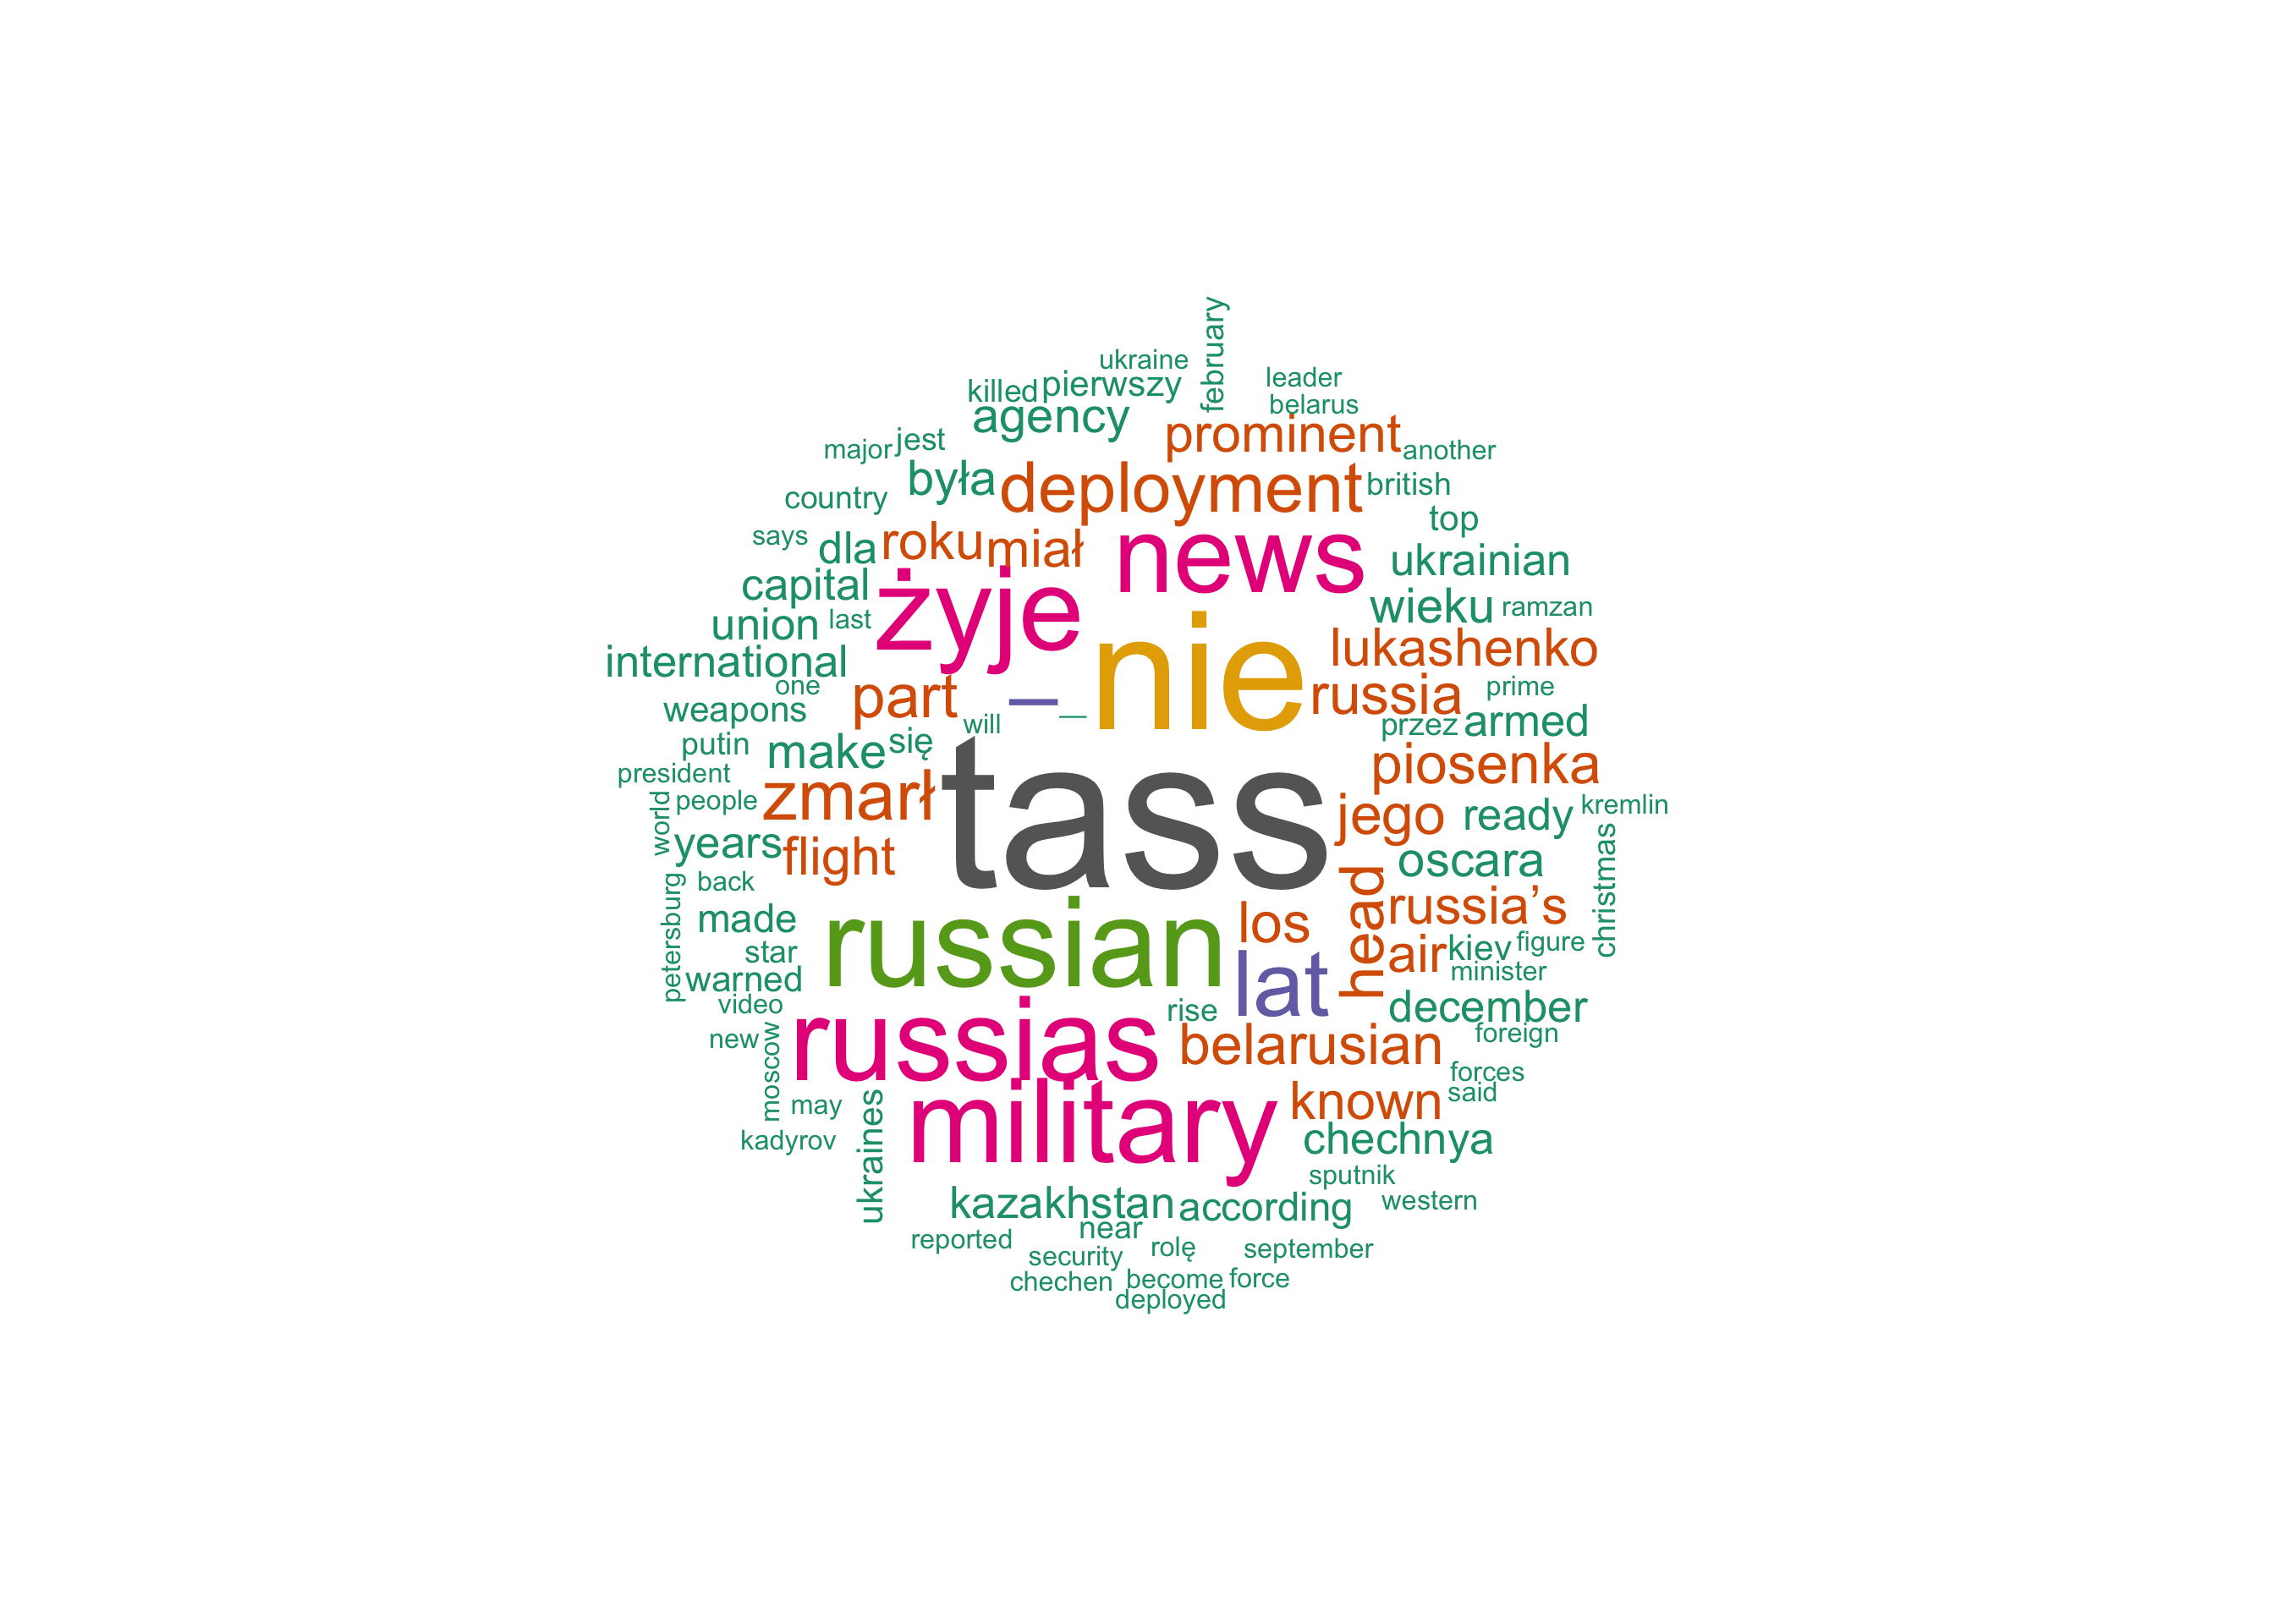 february
ukraine
leader
killed pierwszy
belarus
agency
prominent
another
major jest
była deployment british
country
top
says dla roku miał news ukrainian
capital żyje
wieku ramzan
union last
nie lukashenko
international
one part – — russia prime
weapons will przez armed
putin make się
piosenka
president zmarł tass
world people jego ready kremlin
years flight oscara christmas
petersburg back head
made russian los russia’s
star air kiev figure
warned lat minister
video rise december
new russias belarusian foreign
moscow forces
may military known said
kadyrov ukraines chechnya
sputnik
kazakhstan according western
near
reported rolę september
security
chechen become force
deployed